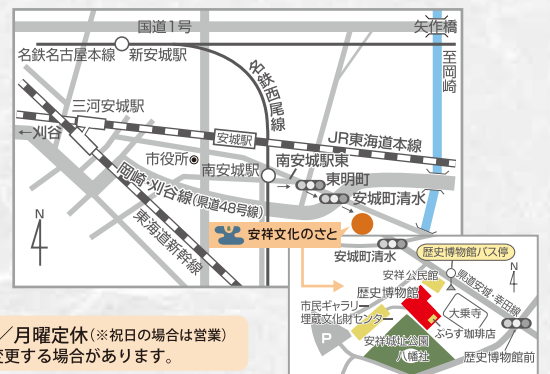 国道1号
矢作橋
名鉄名古屋本線
新安城駅
至岡崎
名鉄西尾線
三河安城駅
←刈谷
安城駅
JR東海道本線
市役所
南安城駅
南安城駅東
東明町
岡崎・刈谷線(県道48号線)
安城町清水
東海道新幹線
N
安祥文化のさと
安城町清水
歴史博物館バス停
安祥公民館
県道安城・幸田線
N
歴史博物館
市民ギャラリー
埋蔵文化財センター
大乗寺
ぷらす珈琲店
P
安城城址公園
八幡社
歴史博物館前
／月曜定休(※祝日の場合は営業)
変更する場合があります。